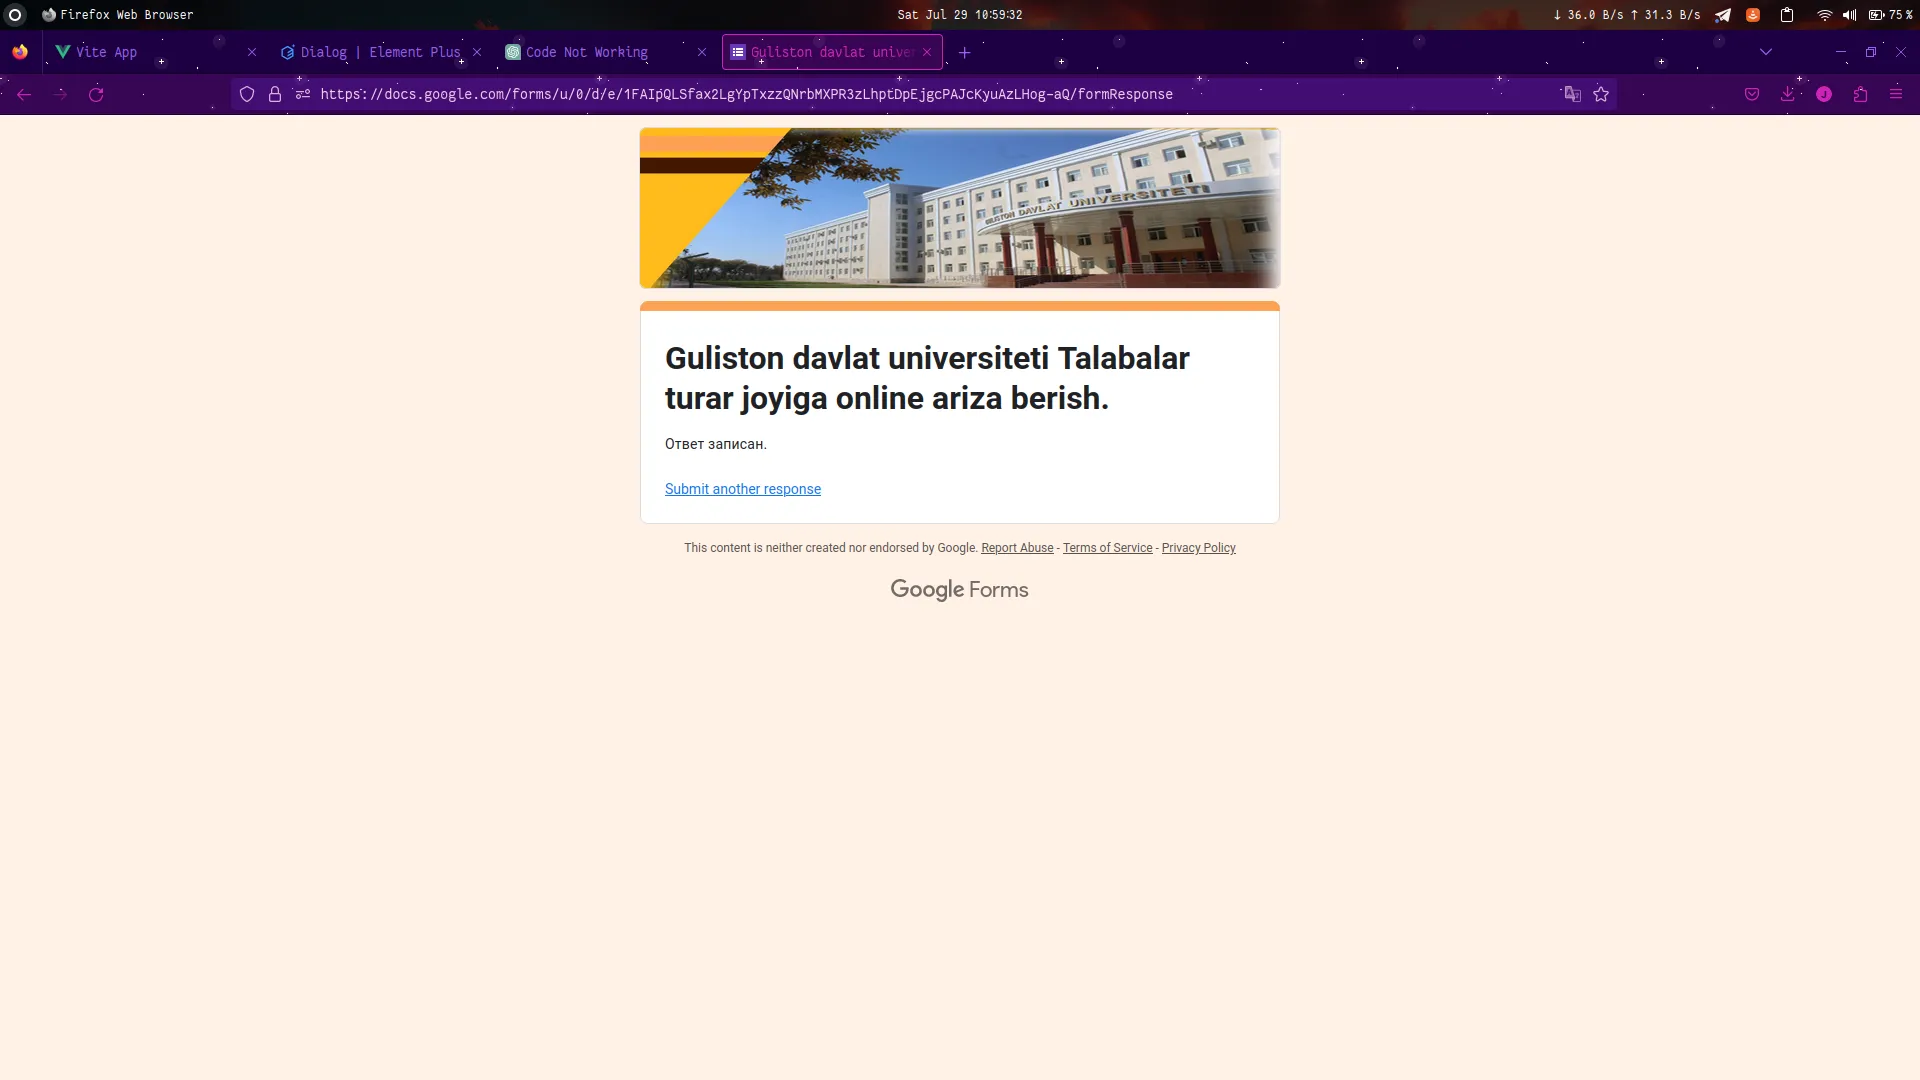 Firefox Web Browser
Sat Jul 29 10:59:32
↓ 36.0 B/s ↑ 31.3 B/s
75 %
Vite App
Dialog | Element Plus
Code Not Working
Guliston davlat unive
https://docs.google.com/forms/u/0/d/e/1FAIpQLSfax2LgYpTxzzQNrbMXPR3zLhptDpEjgcPAJcKyuAzLHog-aQ/formResponse
GULISTON DAVLAT UNIVERSITETI
Guliston davlat universiteti Talabalar
turar joyiga online ariza berish.
Ответ записан.
Submit another response
This content is neither created nor endorsed by Google. Report Abuse - Terms of Service - Privacy Policy
Google Forms